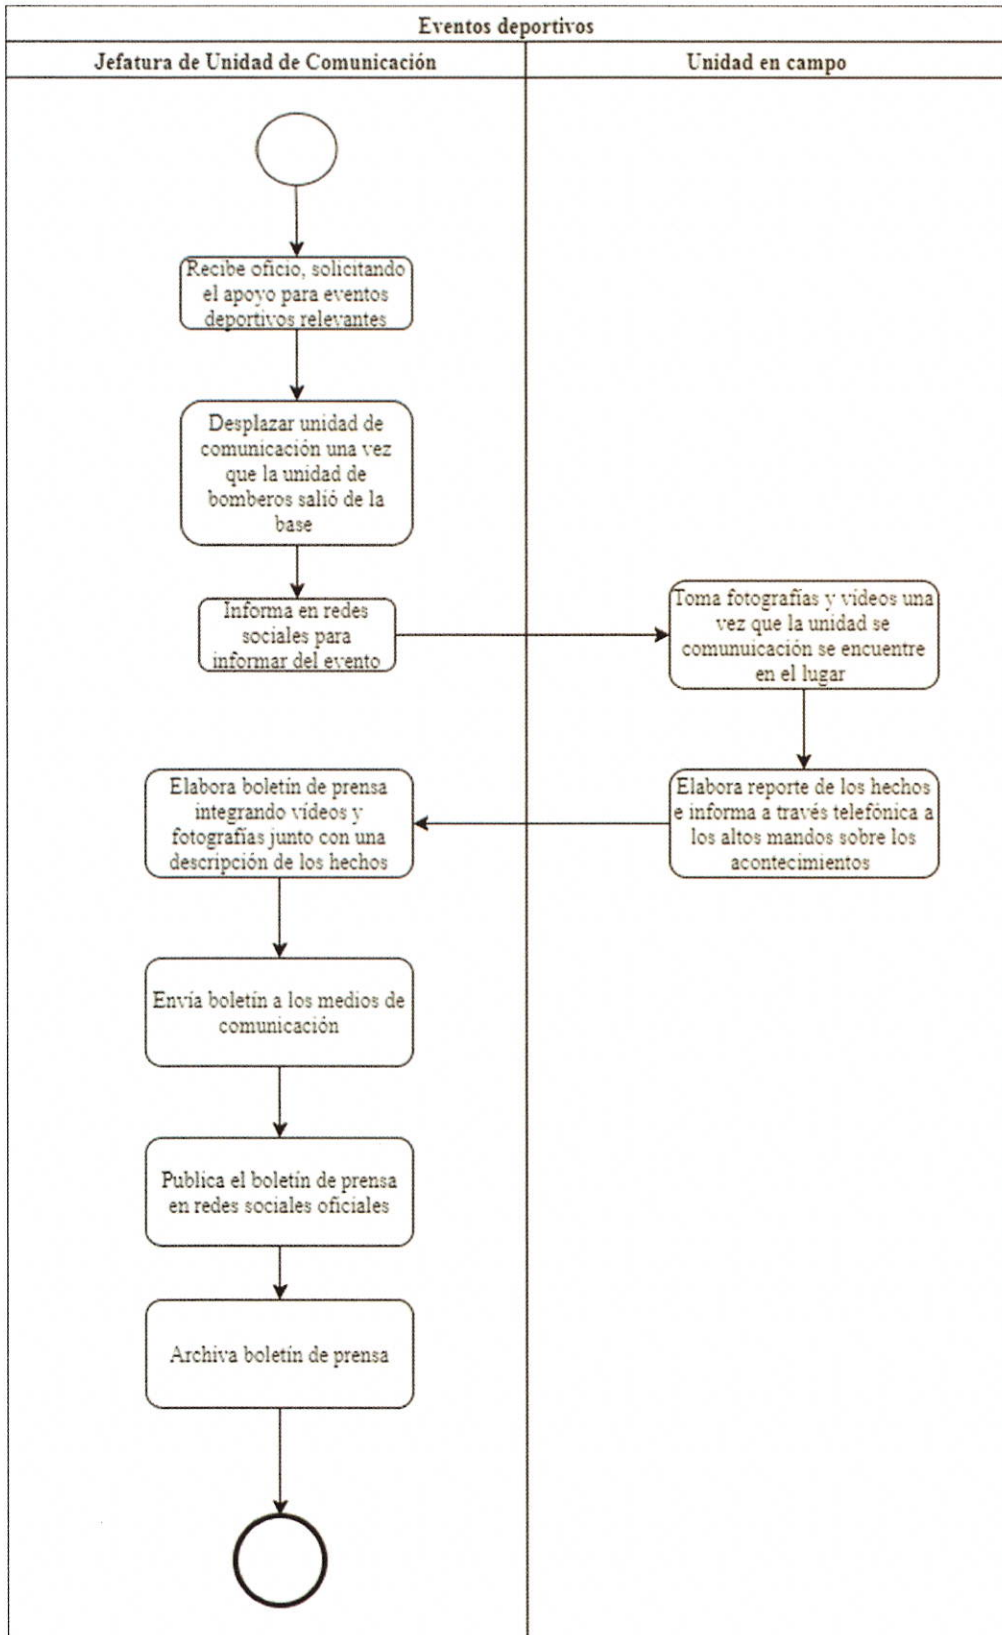 Eventos deportivos
Jefatura de Unidad de Comunicación
Unidad en campo
Recibe oficio, solicitando
el apoyo para eventos
deportivos relevantes
Desplazar unidad de
comunicación una vez
que la unidad de
bomberos salió de la
base
Informa en redes
sociales para
informar del evento
Toma fotografías y vídeos una
vez que la unidad se
comunuicación se encuentre
en el lugar
Elabora reporte de los hechos
e informa a través telefónica a
los altos mandos sobre los
acontecimientos
Elabora boletín de prensa
integrando vídeos y
fotografías junto con una
descripción de los hechos
Envía boletín a los medios de
comunicación
Publica el boletín de prensa
en redes sociales oficiales
Archiva boletín de prensa